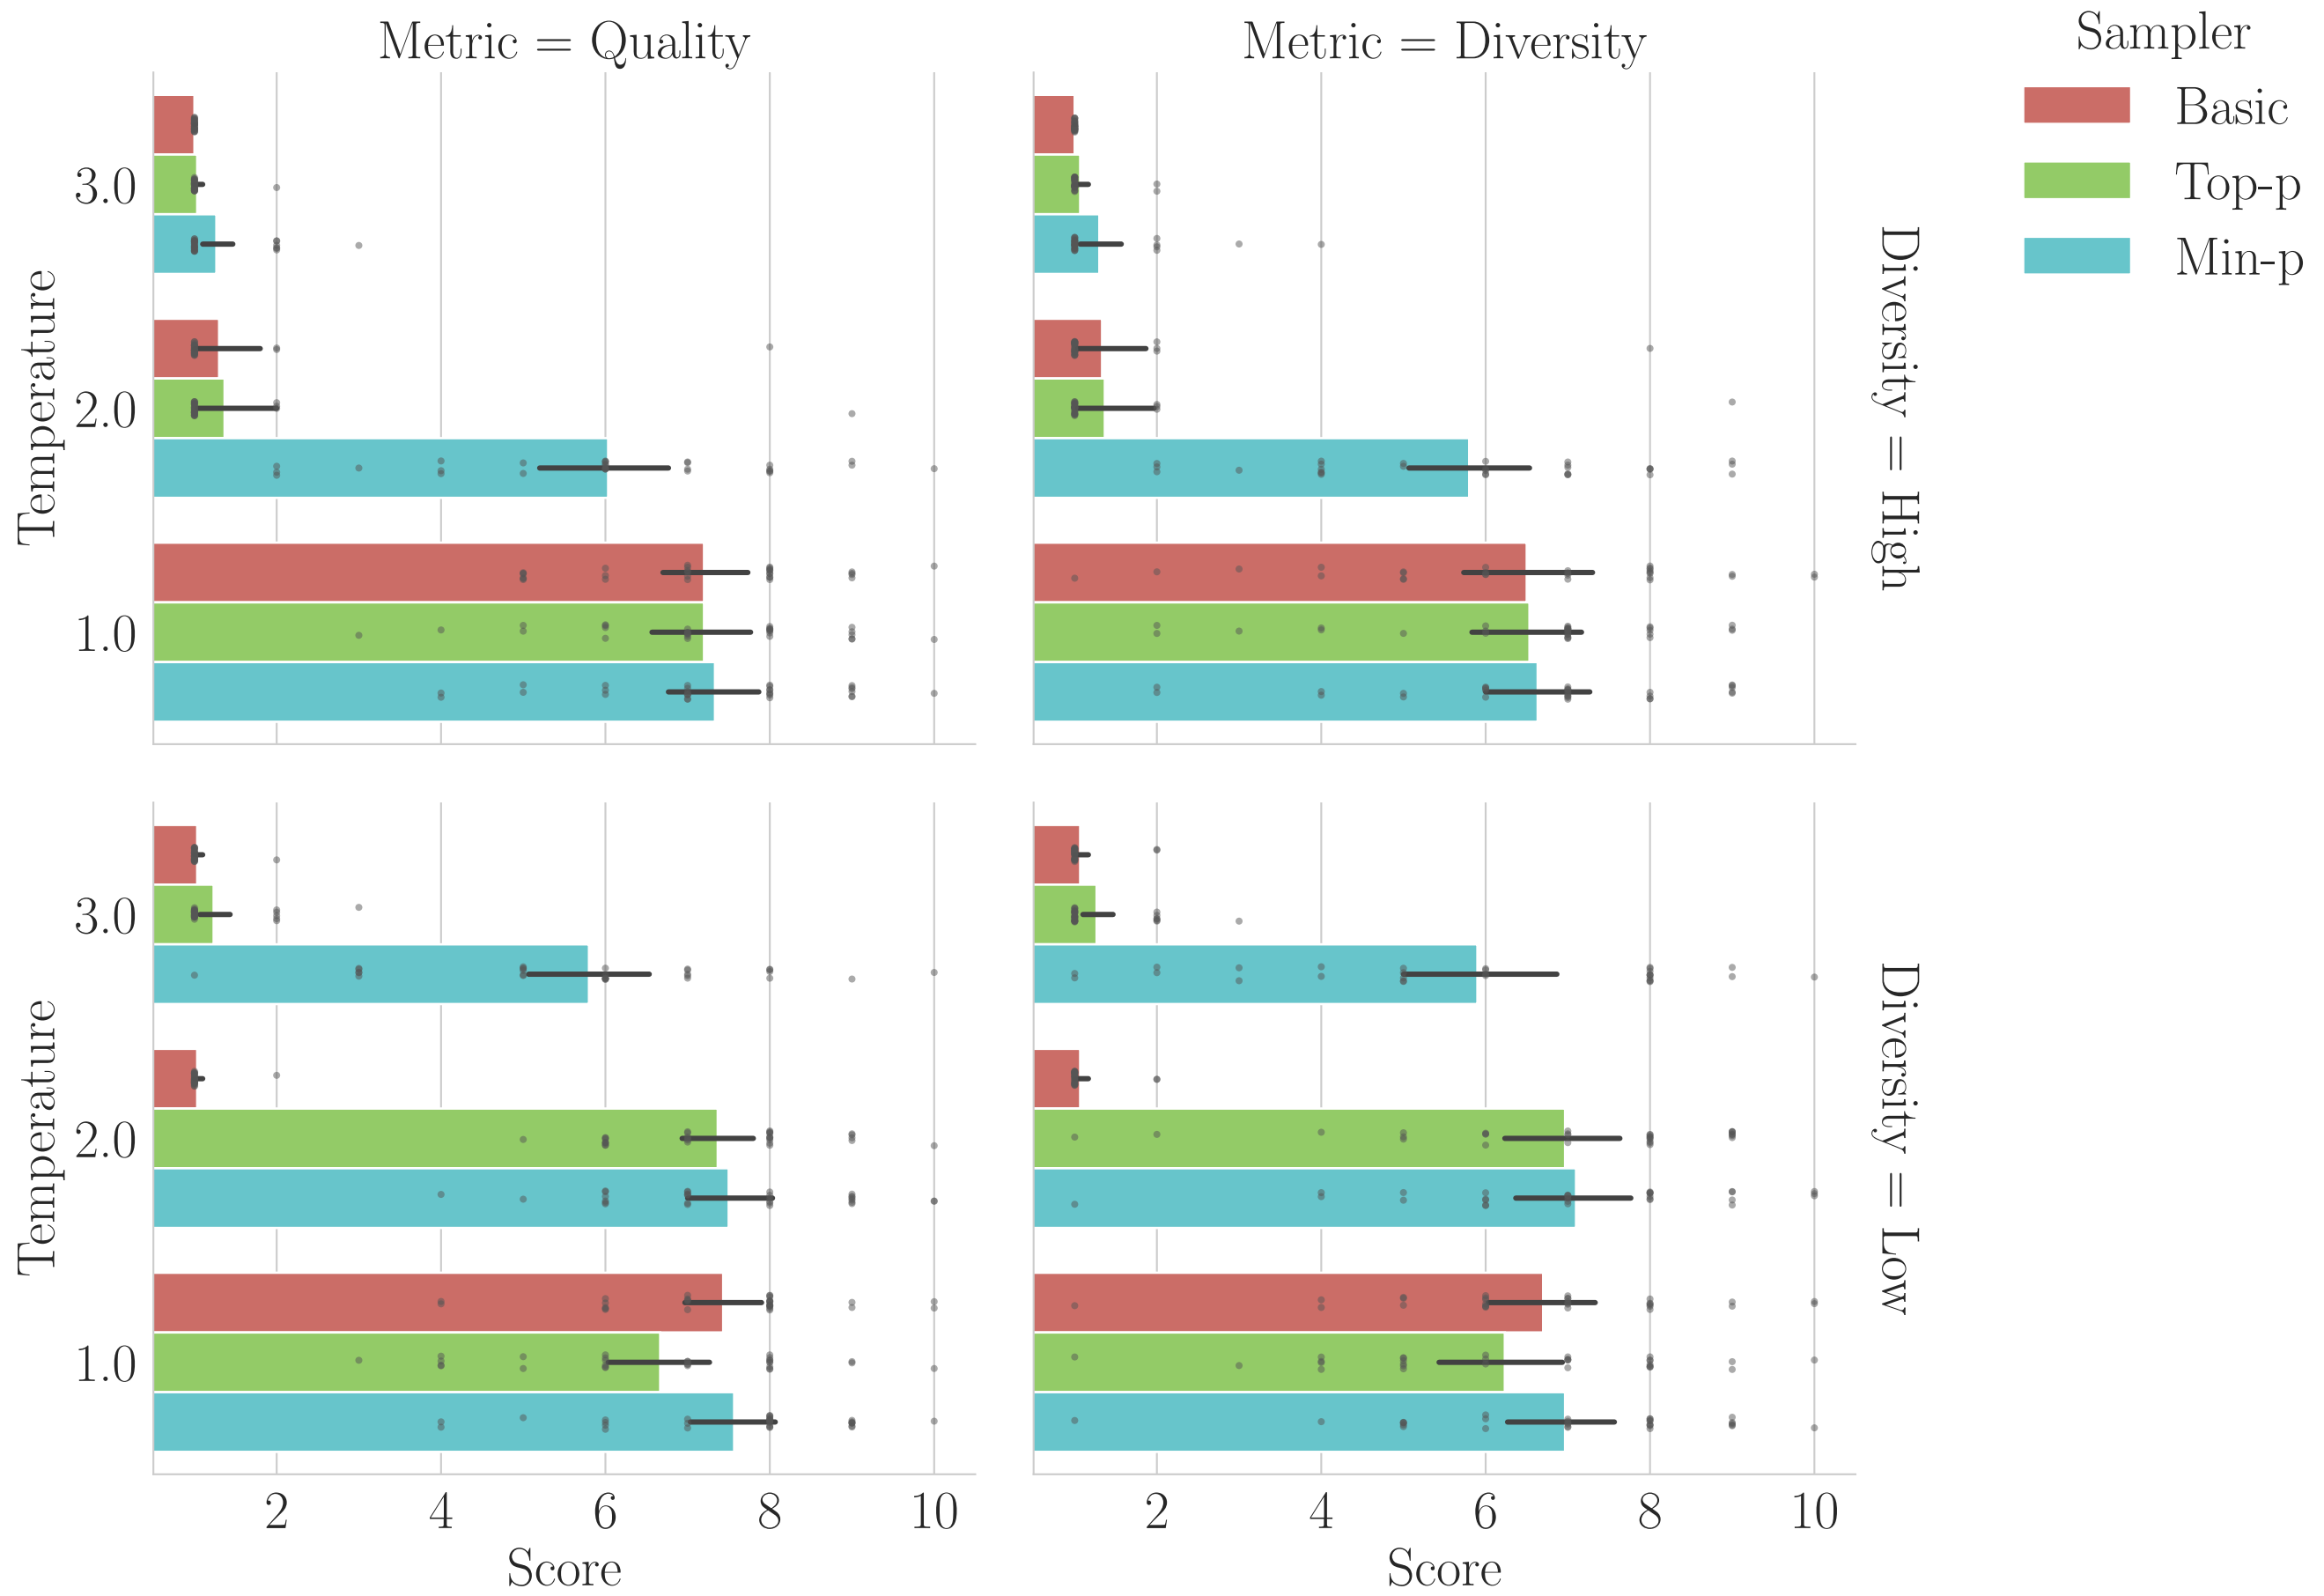 Metric = Quality
Metric = Diversity
Sampler
Basic
Top-p
Min-p
Temperature
3.0
2.0
1.0
Diversity = High
Temperature
3.0
2.0
1.0
Diversity = Low
2 4 6 8 10
Score
2 4 6 8 10
Score